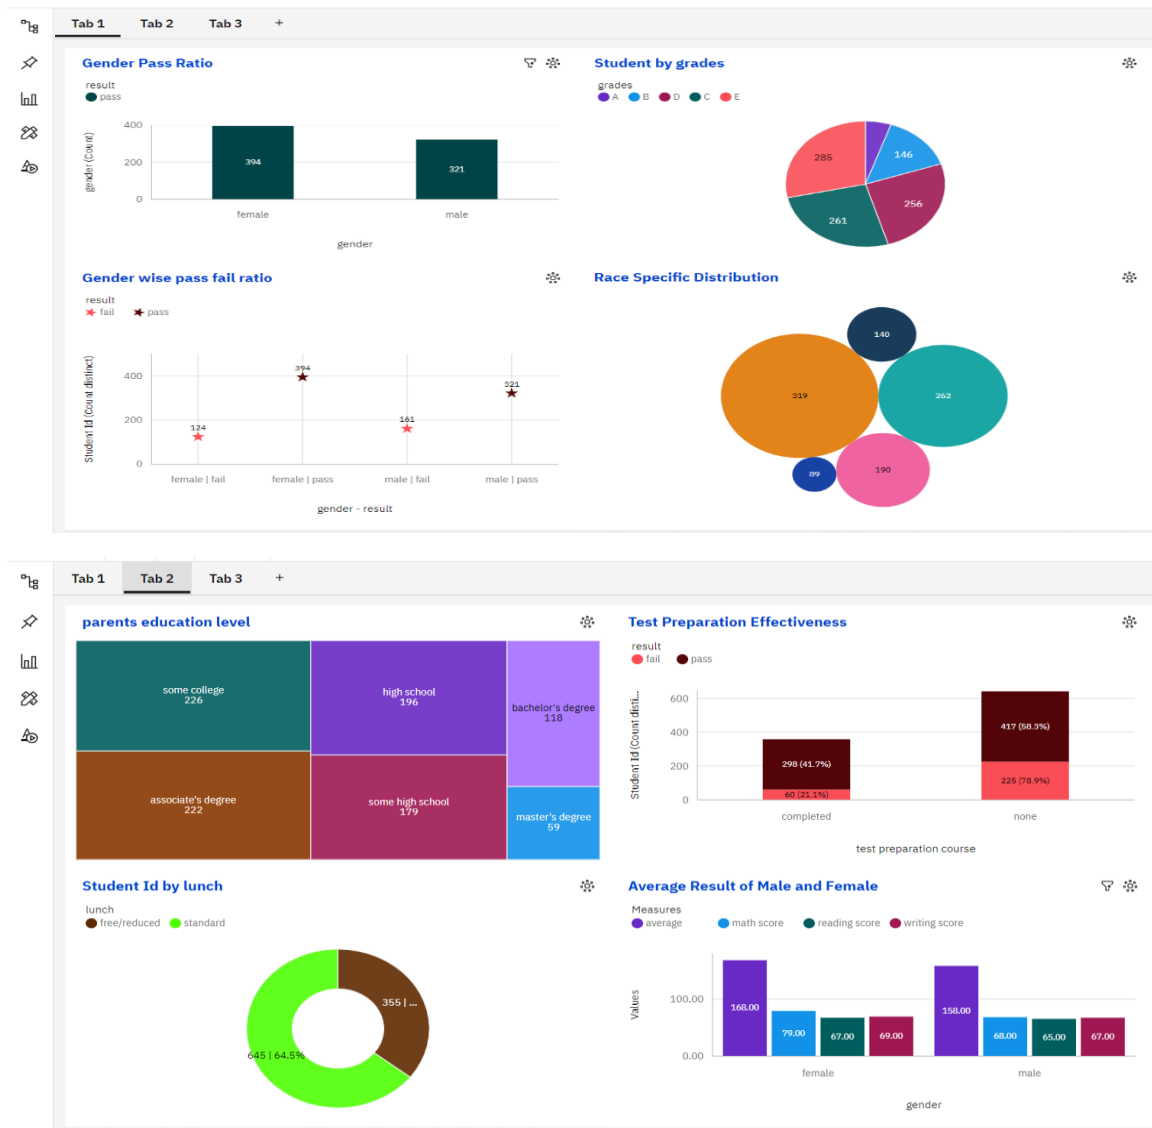 Tab 1 Tab 2 Tab 3 +
Gender Pass Ratio
result
pass
gender (Count)
400
200
0
394
321
female male
gender
Student by grades
grades
A B D C E
285
146
256
261
Gender wise pass fail ratio
result
fail pass
Student Id (Count distinct)
400
200
0
124
394
161
321
female | fail female | pass male | fail male | pass
gender - result
Race Specific Distribution
140
319
262
190
89
Tab 1 Tab 2 Tab 3 +
parents education level
some college
226
high school
196
bachelor's degree
118
associate's degree
222
some high school
179
master's degree
59
Test Preparation Effectiveness
result
fail pass
Student Id (Count disti...
600
400
200
0
298 (41.7%)
60 (21.1%)
417 (58.3%)
225 (78.9%)
completed none
test preparation course
Student Id by lunch
lunch
free/reduced standard
355 | ...
645 | 64.5%
Average Result of Male and Female
Measures
average math score reading score writing score
Values
100.00
0.00
168.00
79.00
67.00
69.00
158.00
68.00
65.00
67.00
female male
gender